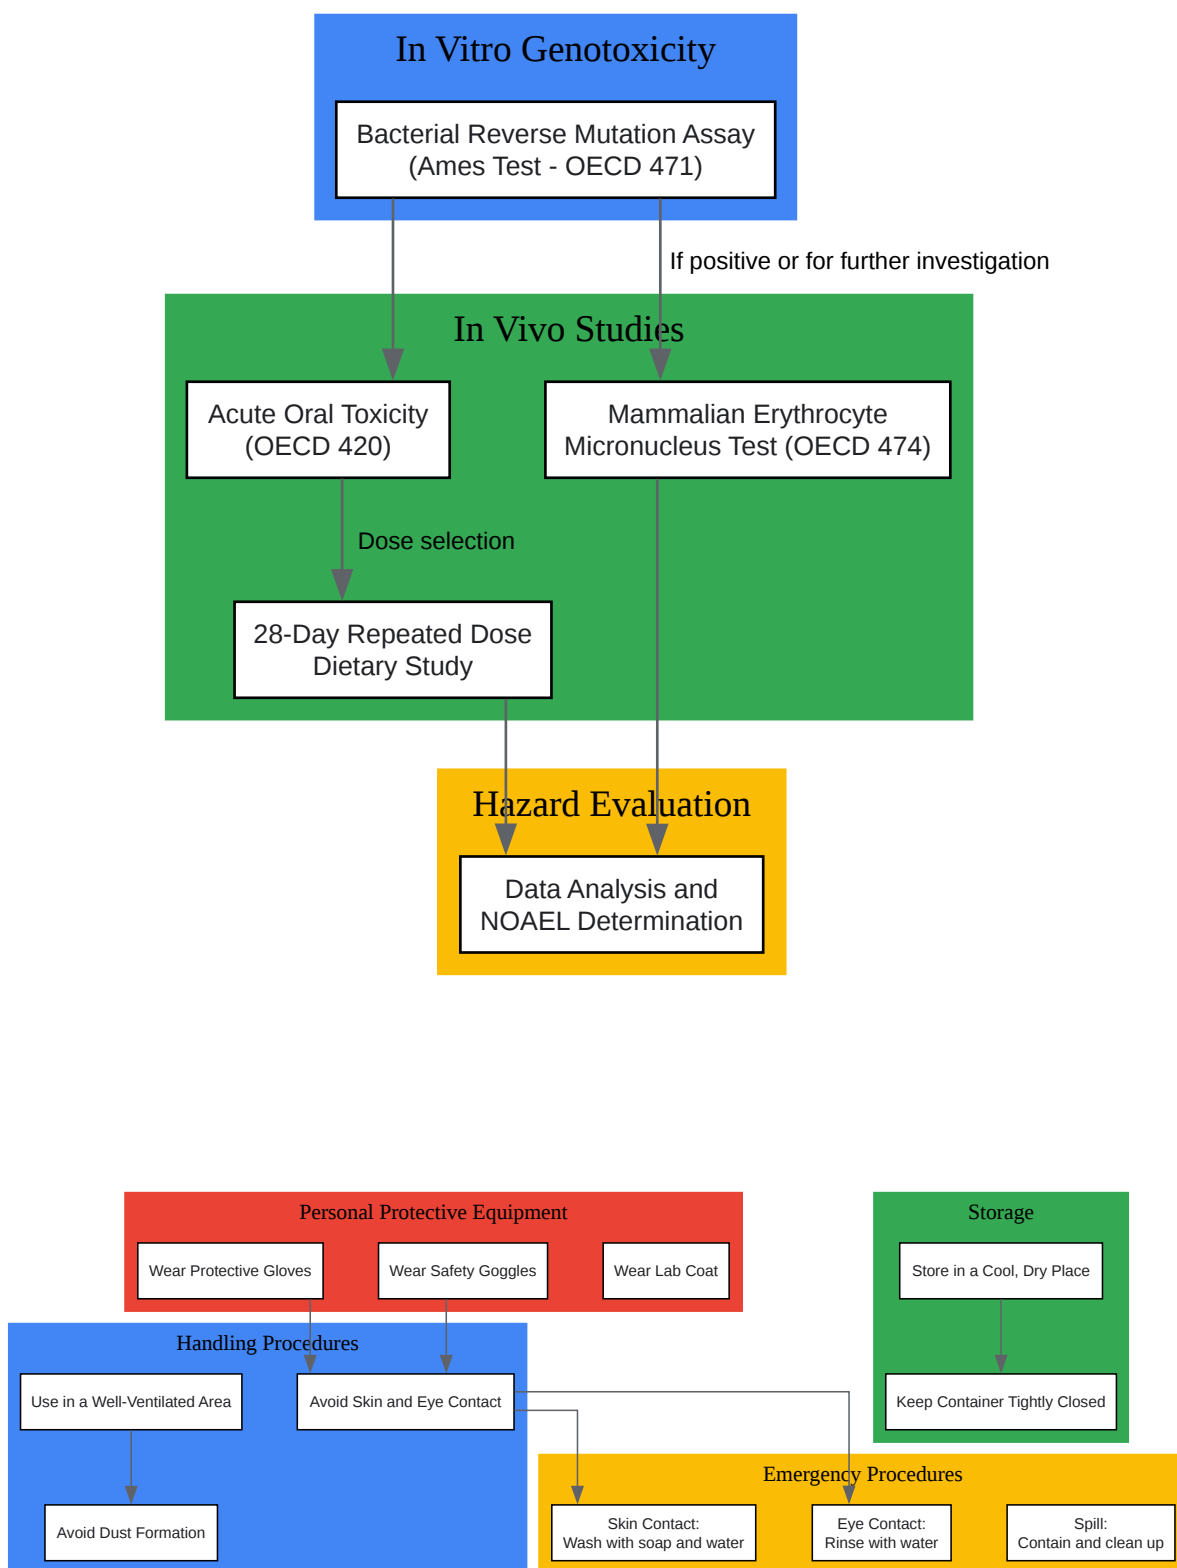 In Vitro Genotoxicity
Bacterial Reverse Mutation Assay
(Ames Test - OECD 471)
If positive or for further investigation
In Vivo Studies
Acute Oral Toxicity
(OECD 420)
Mammalian Erythrocyte
Micronucleus Test (OECD 474)
Dose selection
28-Day Repeated Dose
Dietary Study
Hazard Evaluation
Data Analysis and
NOAEL Determination
Personal Protective Equipment
Wear Protective Gloves
Wear Safety Goggles
Wear Lab Coat
Storage
Store in a Cool, Dry Place
Keep Container Tightly Closed
Handling Procedures
Use in a Well-Ventilated Area
Avoid Skin and Eye Contact
Avoid Dust Formation
Emergency Procedures
Skin Contact:
Wash with soap and water
Eye Contact:
Rinse with water
Spill:
Contain and clean up